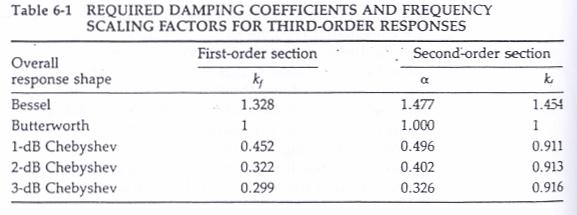 Table 6-1 REQUIRED DAMPING COEFFICIENTS AND FREQUENCY
SCALING FACTORS FOR THIRD-ORDER RESPONSES
Overall
response shape
First-order section
Second-order section
kf
α
kf
Bessel 1.328 1.477 1.454
Butterworth 1 1.000 1
1-dB Chebyshev 0.452 0.496 0.911
2-dB Chebyshev 0.322 0.402 0.913
3-dB Chebyshev 0.299 0.326 0.916